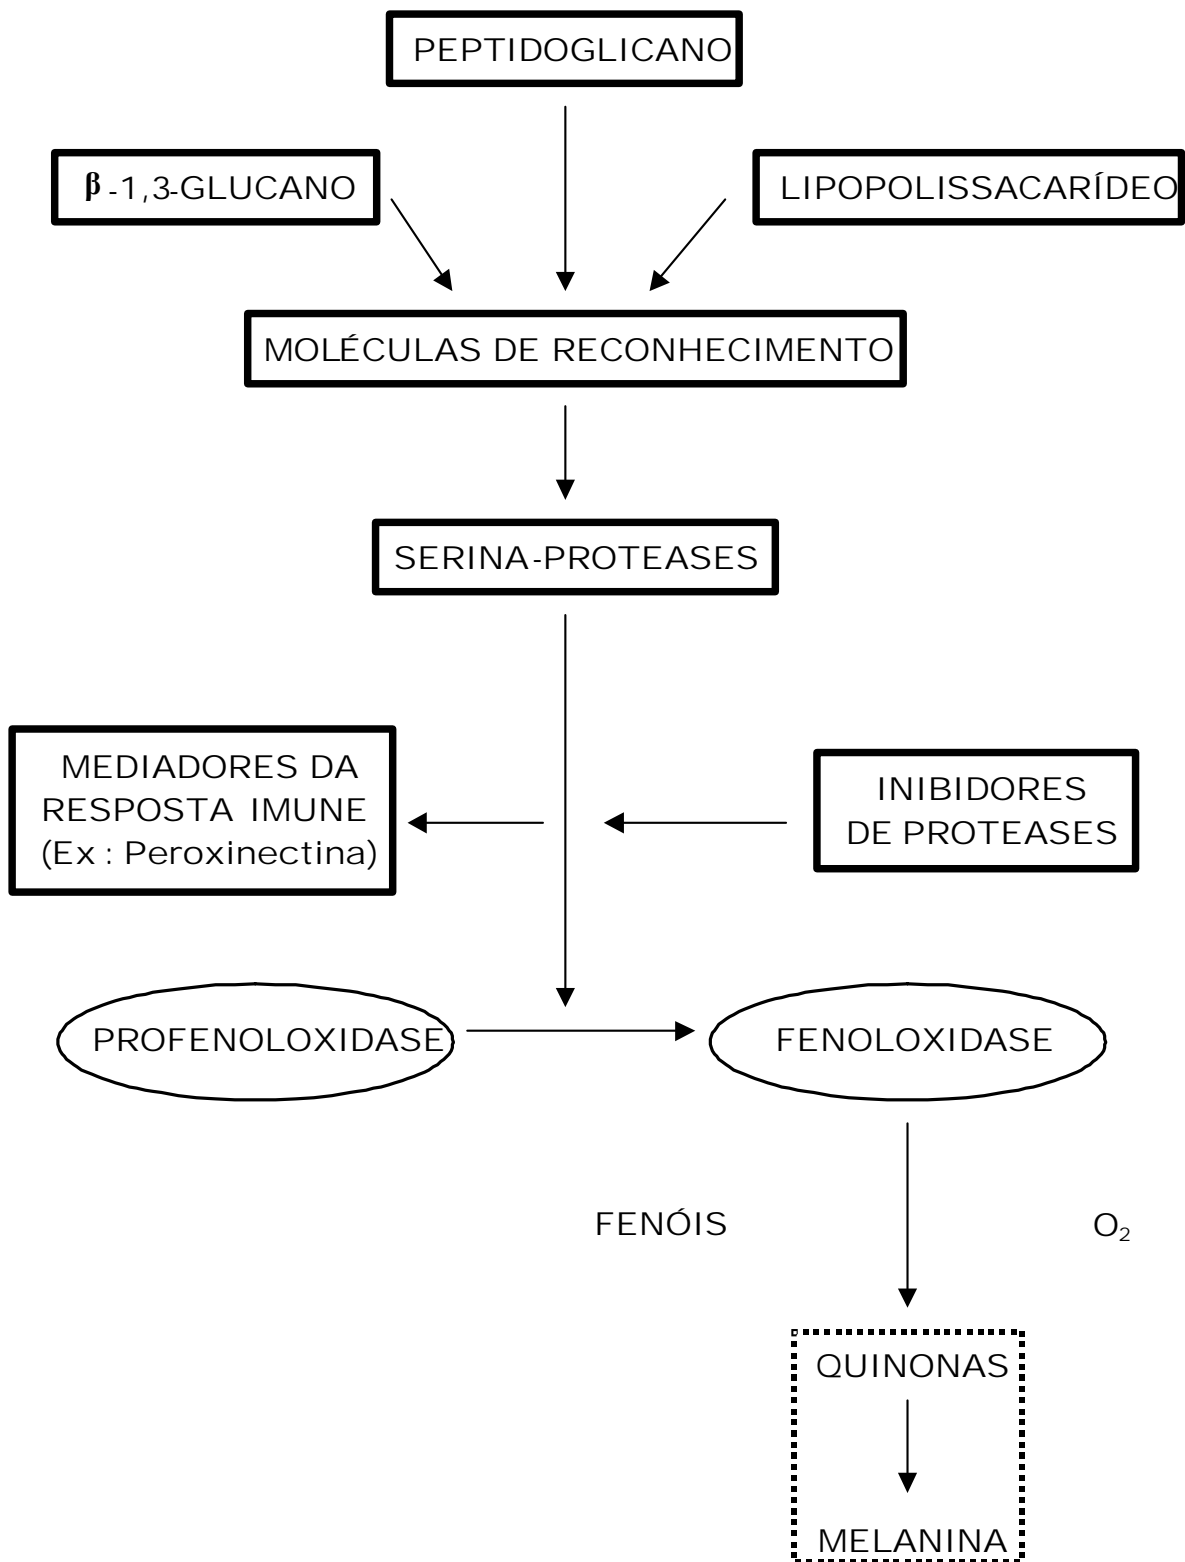 PEPTIDOGLICANO
β-1,3-GLUCANO
LIPOPOLISSACARÍDEO
MOLÉCULAS DE RECONHECIMENTO
SERINA-PROTEASES
MEDIADORES DA
RESPOSTA IMUNE
(Ex : Peroxinectina)
INIBIDORES
DE PROTEASES
PROFENOLOXIDASE
FENOLOXIDASE
FENÓIS
O₂
QUINONAS
MELANINA